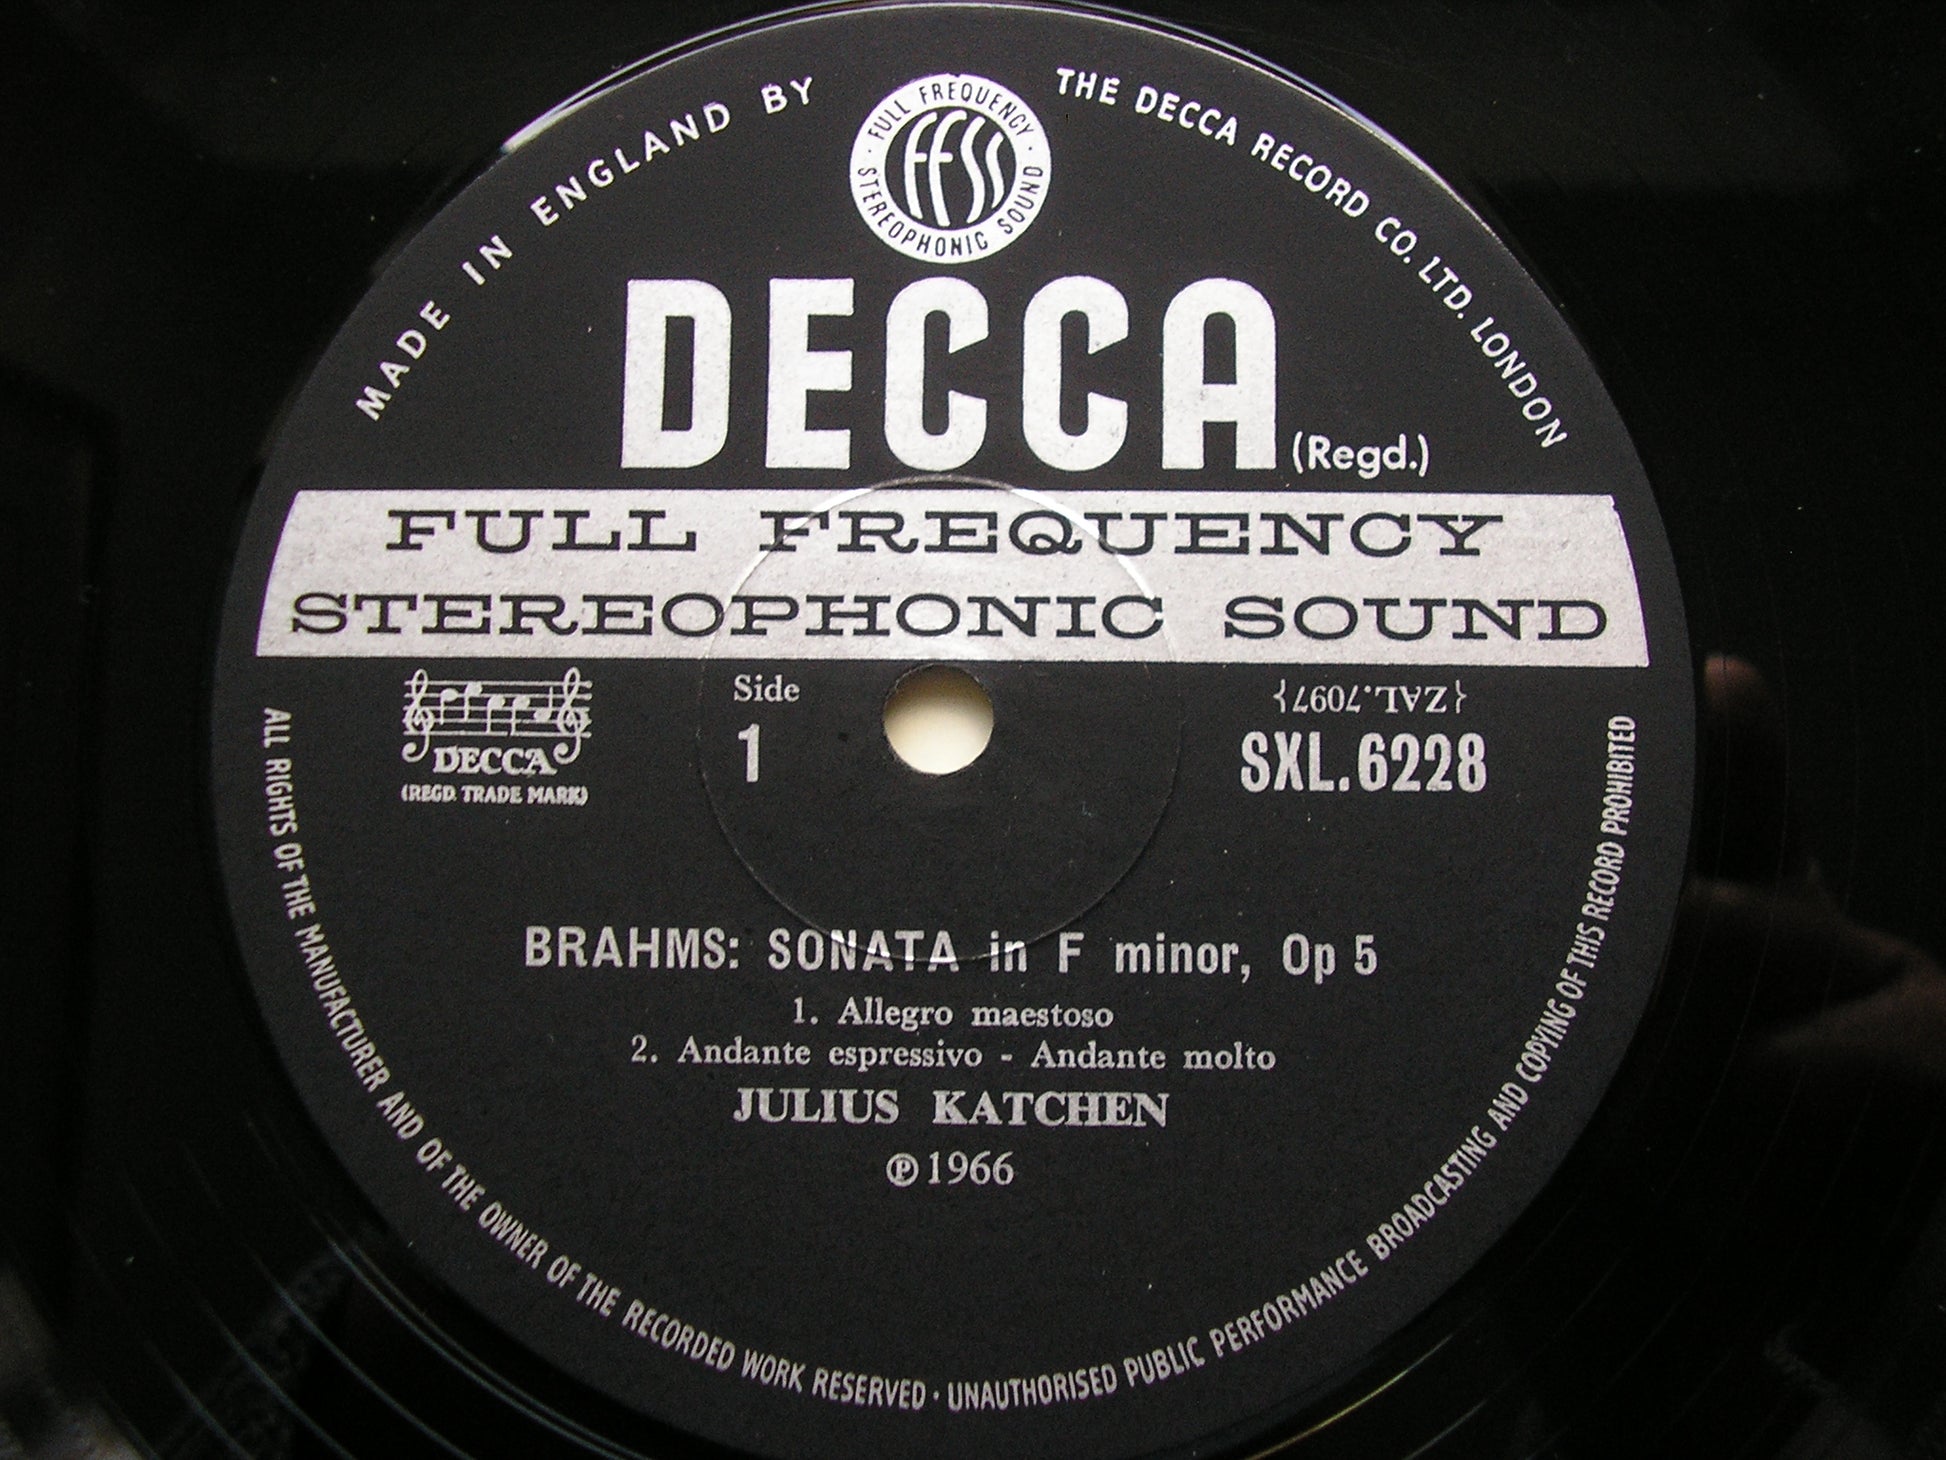 MADE IN ENGLAND BY
THE DECCA RECORD CO. LTD. LONDON
· FULL FREQUENCY ·
STEREOPHONIC SOUND
FFSS
DECCA (Regd.)
FULL FREQUENCY
STEREOPHONIC SOUND
DECCA
(REGD. TRADE MARK)
Side
1
{ZAL.7097}
SXL.6228
BRAHMS: SONATA in F minor, Op 5
1. Allegro maestoso
2. Andante espressivo - Andante molto
JULIUS KATCHEN
℗ 1966
ALL RIGHTS OF THE MANUFACTURER AND OF THE OWNER OF THE RECORDED WORK RESERVED · UNAUTHORISED PUBLIC PERFORMANCE BROADCASTING AND COPYING OF THIS RECORD PROHIBITED